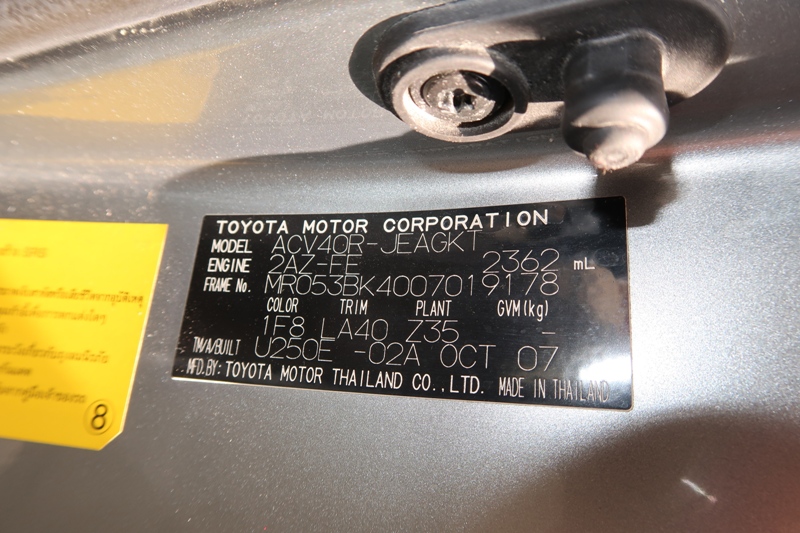 TOYOTA MOTOR CORPORATION
MODEL ACV40R-JEAGKT
ENGINE 2AZ-FE 2362 mL
FRAME No. MR053BK4007019178
COLOR TRIM PLANT GVM(kg)
1F8 LA40 Z35 -
TM/A/BUILT U250E -02A OCT 07
MFD.BY: TOYOTA MOTOR THAILAND CO.,LTD. MADE IN THAILAND
8